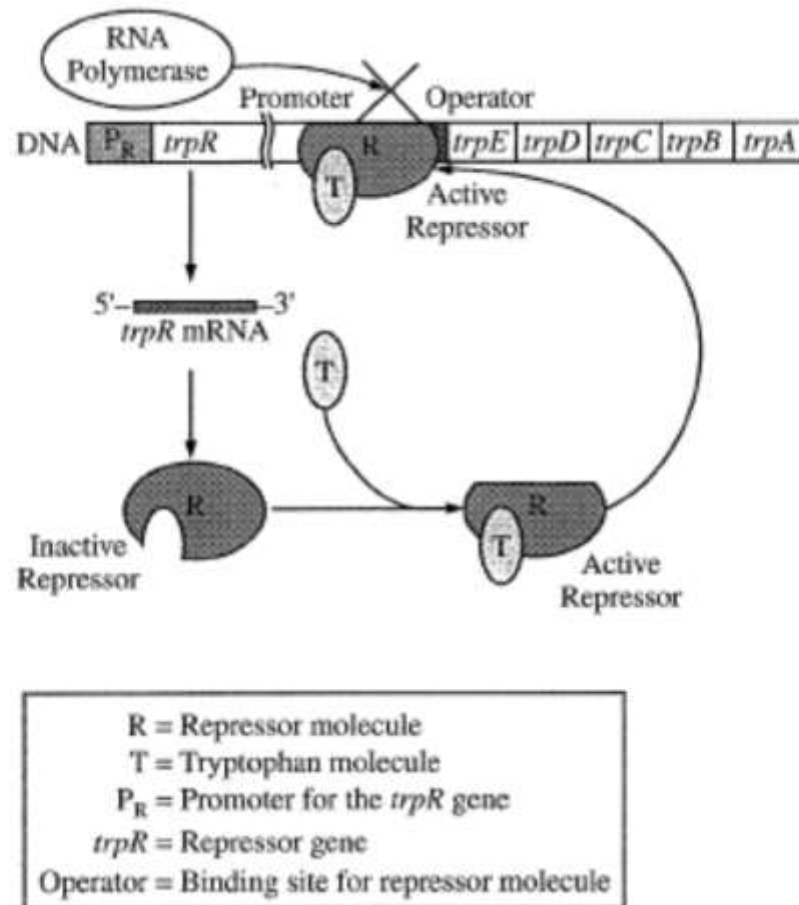 RNA
Polymerase
Promoter Operator
DNA P_R trpR R trpE trpD trpC trpB trpA
T
Active
Repressor
5'– –3'
trpR mRNA
T
R R
T
Inactive
Repressor
Active
Repressor
R = Repressor molecule
T = Tryptophan molecule
P_R = Promoter for the trpR gene
trpR = Repressor gene
Operator = Binding site for repressor molecule